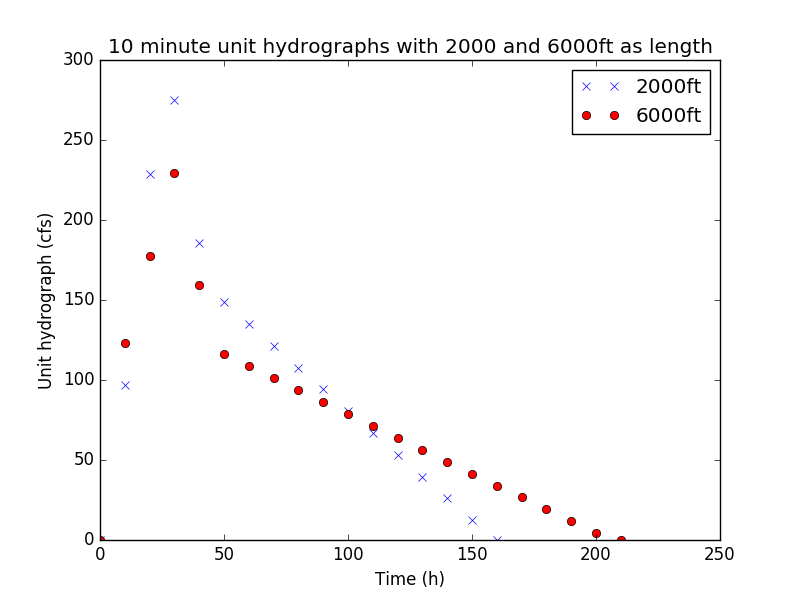 10 minute unit hydrographs with 2000 and 6000ft as length
300
250
200
150
100
50
0
Unit hydrograph (cfs)
2000ft
6000ft
0 50 100 150 200 250
Time (h)